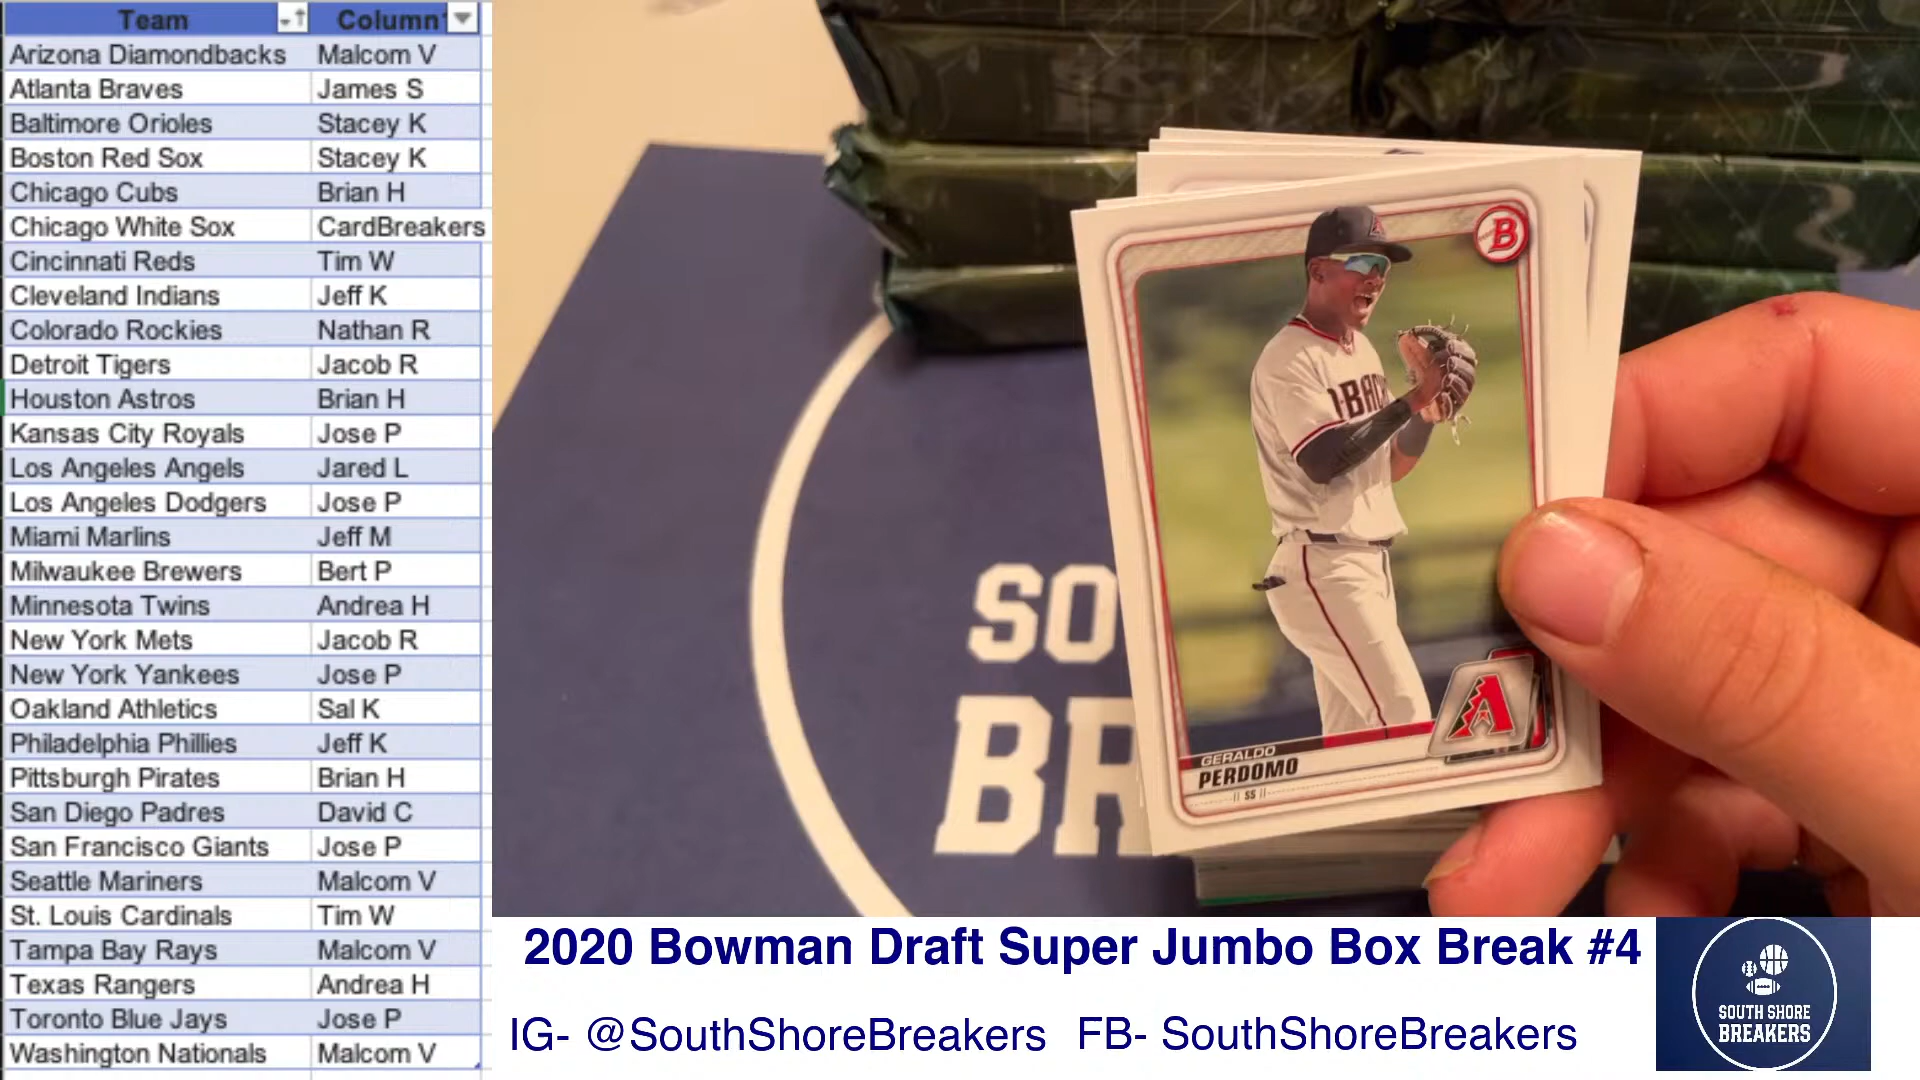 Team Column
Arizona Diamondbacks Malcom V
Atlanta Braves James S
Baltimore Orioles Stacey K
Boston Red Sox Stacey K
Chicago Cubs Brian H
Chicago White Sox CardBreakers
Cincinnati Reds Tim W
Cleveland Indians Jeff K
Colorado Rockies Nathan R
Detroit Tigers Jacob R
Houston Astros Brian H
Kansas City Royals Jose P
Los Angeles Angels Jared L
Los Angeles Dodgers Jose P
Miami Marlins Jeff M
Milwaukee Brewers Bert P
Minnesota Twins Andrea H
New York Mets Jacob R
New York Yankees Jose P
Oakland Athletics Sal K
Philadelphia Phillies Jeff K
Pittsburgh Pirates Brian H
San Diego Padres David C
San Francisco Giants Jose P
Seattle Mariners Malcom V
St. Louis Cardinals Tim W
Tampa Bay Rays Malcom V
Texas Rangers Andrea H
Toronto Blue Jays Jose P
Washington Nationals Malcom V
B
A
GERALDO
PERDOMO
SS
SO
BR
2020 Bowman Draft Super Jumbo Box Break #4
IG- @SouthShoreBreakers FB- SouthShoreBreakers
SOUTH SHORE
BREAKERS